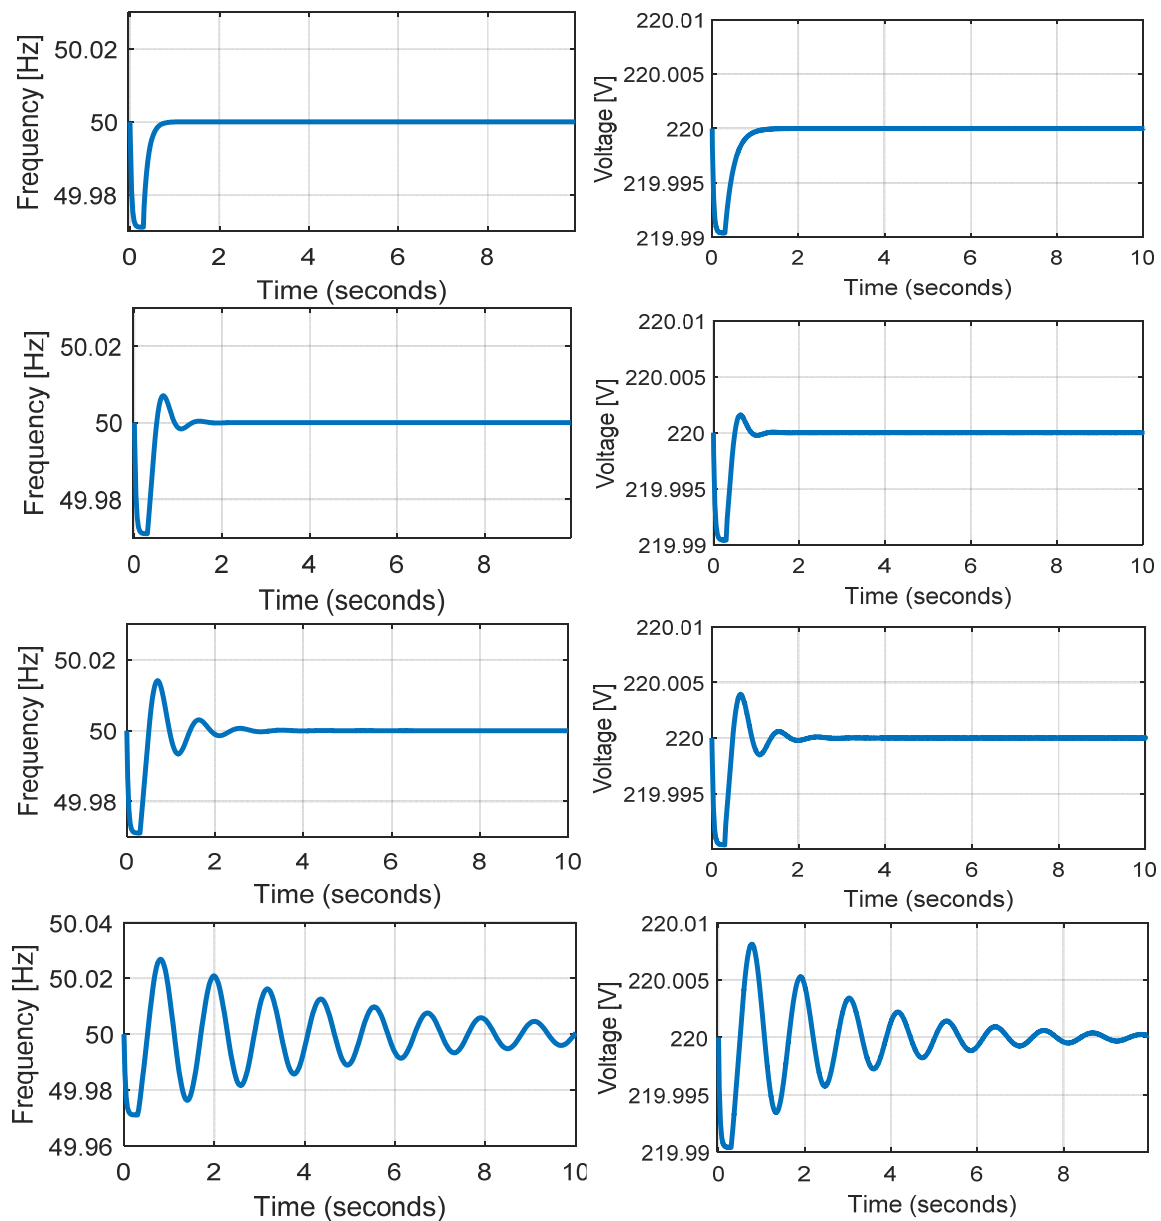 50.02
50
49.98
Frequency [Hz]
0 2 4 6 8
Time (seconds)
220.01
220.005
220
219.995
219.99
Voltage [V]
0 2 4 6 8 10
Time (seconds)
50.02
50
49.98
Frequency [Hz]
0 2 4 6 8
Time (seconds)
220.01
220.005
220
219.995
219.99
Voltage [V]
0 2 4 6 8 10
Time (seconds)
50.02
50
49.98
Frequency [Hz]
0 2 4 6 8 10
Time (seconds)
220.01
220.005
220
219.995
Voltage [V]
0 2 4 6 8 10
Time (seconds)
50.04
50.02
50
49.98
49.96
Frequency [Hz]
0 2 4 6 8 10
Time (seconds)
220.01
220.005
220
219.995
219.99
Voltage [V]
0 2 4 6 8
Time (seconds)